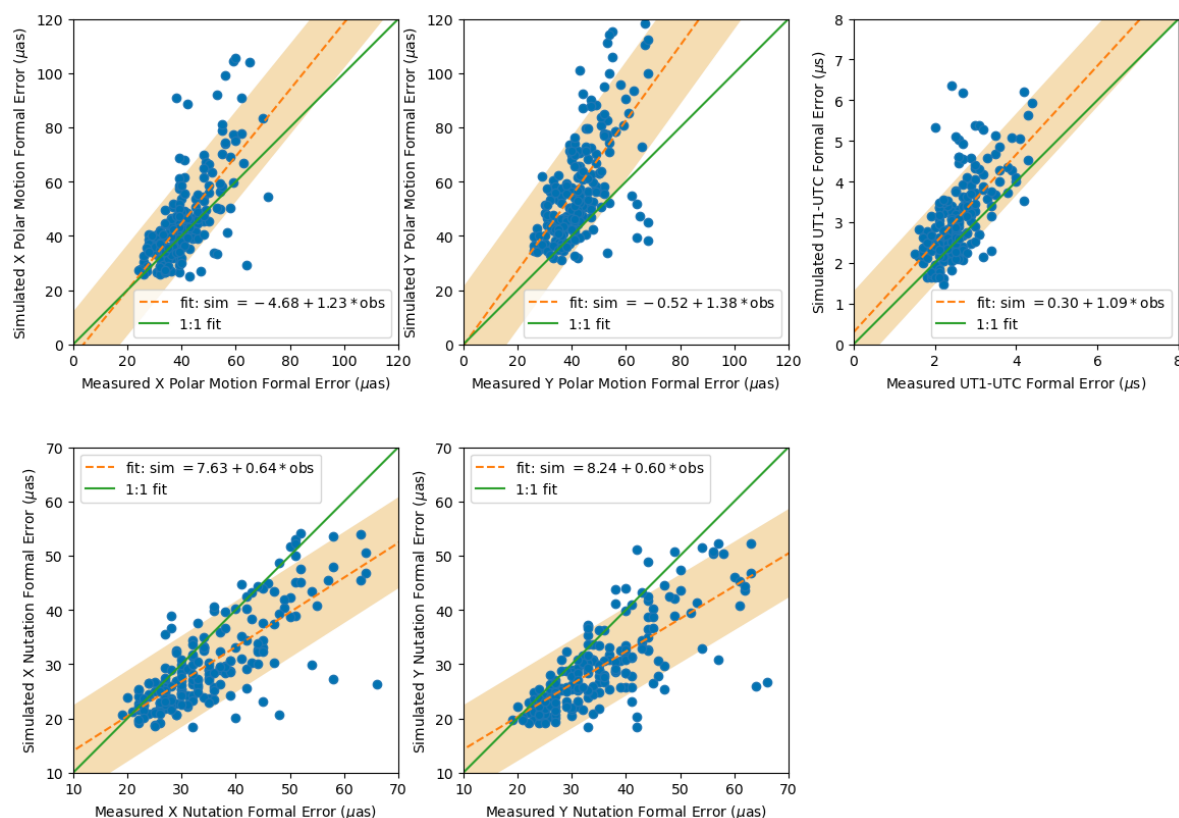 120
100
80
60
40
20
0
Simulated X Polar Motion Formal Error (μas)
fit: sim = −4.68 + 1.23 * obs
1:1 fit
0 20 40 60 80 100 120
Measured X Polar Motion Formal Error (μas)
120
100
80
60
40
20
0
Simulated Y Polar Motion Formal Error (μas)
fit: sim = −0.52 + 1.38 * obs
1:1 fit
0 20 40 60 80 100 120
Measured Y Polar Motion Formal Error (μas)
8
7
6
5
4
3
2
1
0
Simulated UT1-UTC Formal Error (μs)
fit: sim = 0.30 + 1.09 * obs
1:1 fit
0 2 4 6 8
Measured UT1-UTC Formal Error (μs)
70
60
50
40
30
20
10
Simulated X Nutation Formal Error (μas)
fit: sim = 7.63 + 0.64 * obs
1:1 fit
10 20 30 40 50 60 70
Measured X Nutation Formal Error (μas)
70
60
50
40
30
20
10
Simulated Y Nutation Formal Error (μas)
fit: sim = 8.24 + 0.60 * obs
1:1 fit
10 20 30 40 50 60 70
Measured Y Nutation Formal Error (μas)